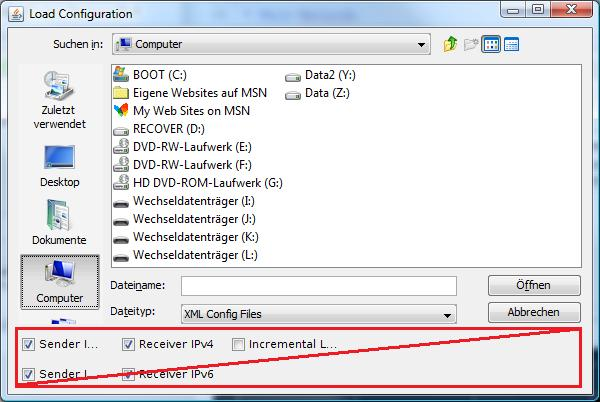 Load Configuration
Suchen in:
Computer
Zuletzt verwendet
Desktop
Dokumente
Computer
BOOT (C:)
Eigene Websites auf MSN
My Web Sites on MSN
RECOVER (D:)
DVD-RW-Laufwerk (E:)
DVD-RW-Laufwerk (F:)
HD DVD-ROM-Laufwerk (G:)
Wechseldatenträger (I:)
Wechseldatenträger (J:)
Wechseldatenträger (K:)
Wechseldatenträger (L:)
Data2 (Y:)
Data (Z:)
Dateiname:
Öffnen
Dateityp:
XML Config Files
Abbrechen
Sender I...
Receiver IPv4
Incremental L...
Sender I...
Receiver IPv6